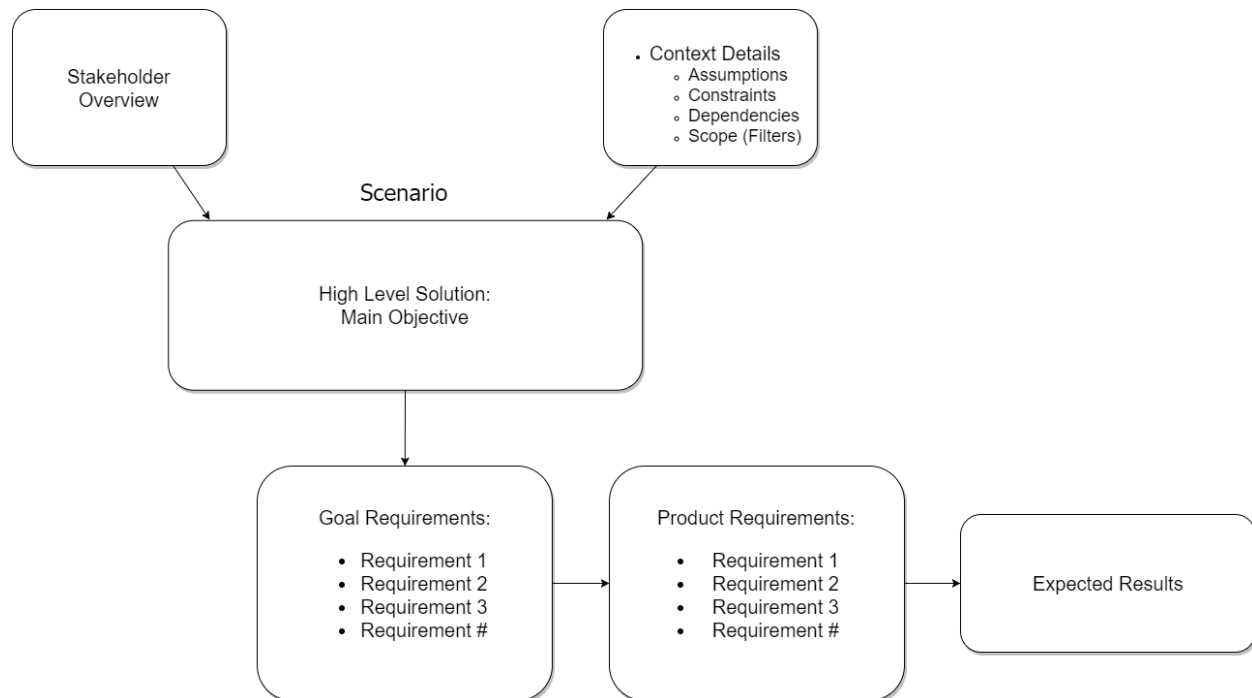 Stakeholder
Overview
Context Details
Assumptions
Constraints
Dependencies
Scope (Filters)
Scenario
High Level Solution:
Main Objective
Goal Requirements:
Requirement 1
Requirement 2
Requirement 3
Requirement #
Product Requirements:
Requirement 1
Requirement 2
Requirement 3
Requirement #
Expected Results